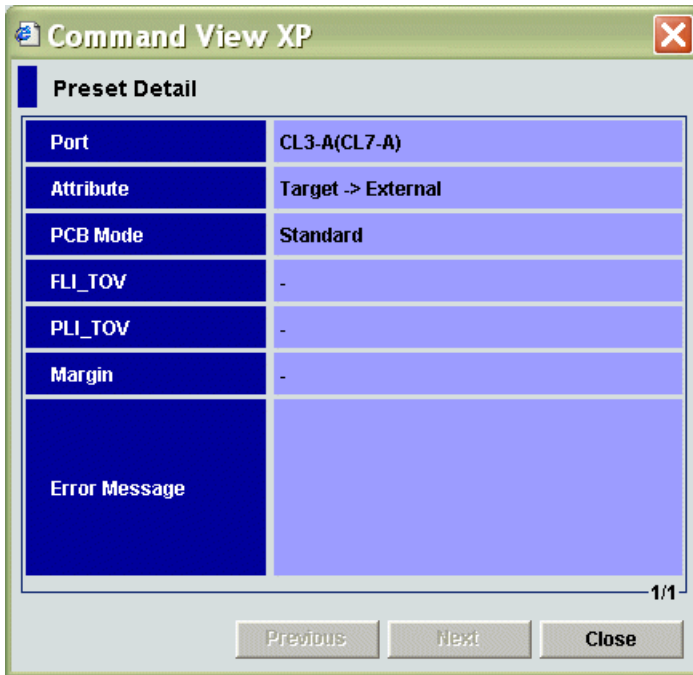 Command View XP
Preset Detail
Port CL3-A(CL7-A)
Attribute Target -> External
PCB Mode Standard
FLI_TOV -
PLI_TOV -
Margin -
Error Message
1/1
Previous Next Close